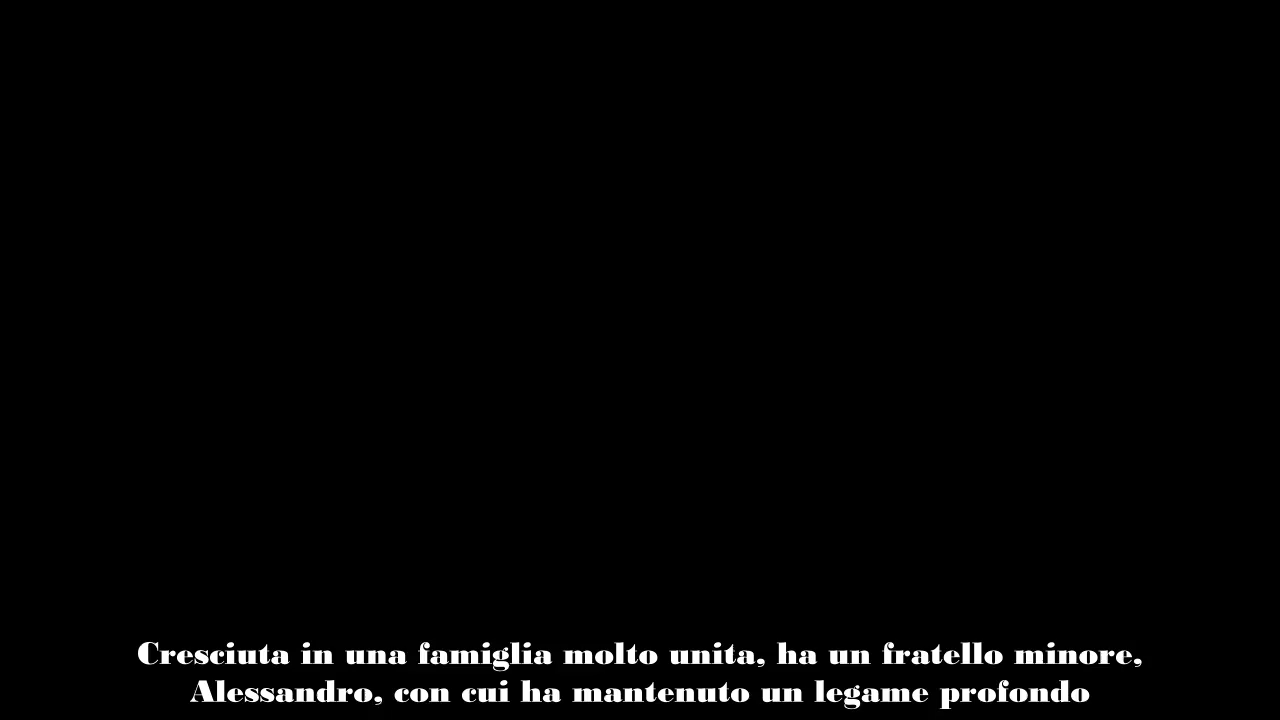 Cresciuta in una famiglia molto unita, ha un fratello minore,
Alessandro, con cui ha mantenuto un legame profondo